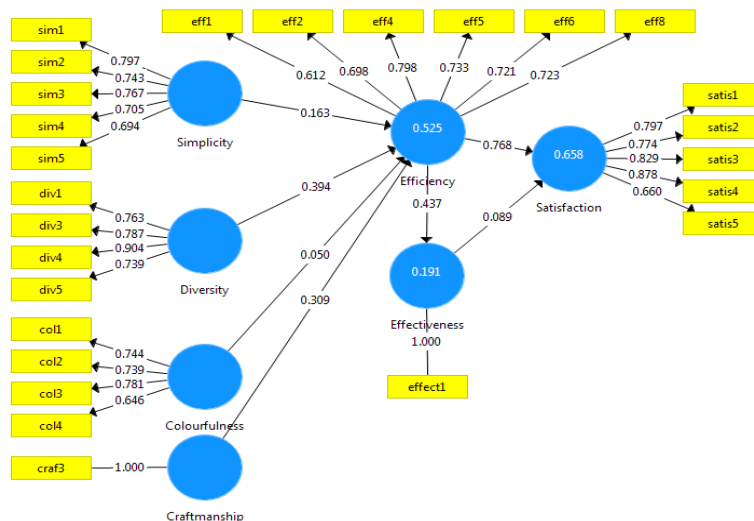 eff1 eff2 eff4 eff5 eff6 eff8
sim1
sim2
sim3
sim4
sim5
0.797
0.743
0.767
0.705
0.694
Simplicity
0.612
0.698
0.798
0.733
0.721
0.723
0.163
0.525
Efficiency
0.768
0.658
Satisfaction
0.797
0.774
0.829
0.878
0.660
satis1
satis2
satis3
satis4
satis5
div1
div3
div4
div5
0.763
0.787
0.904
0.739
Diversity
0.394
0.050
0.309
0.437
0.089
0.191
Effectiveness
1.000
effect1
col1
col2
col3
col4
0.744
0.739
0.781
0.646
Colourfulness
craf3
1.000
Craftmanship